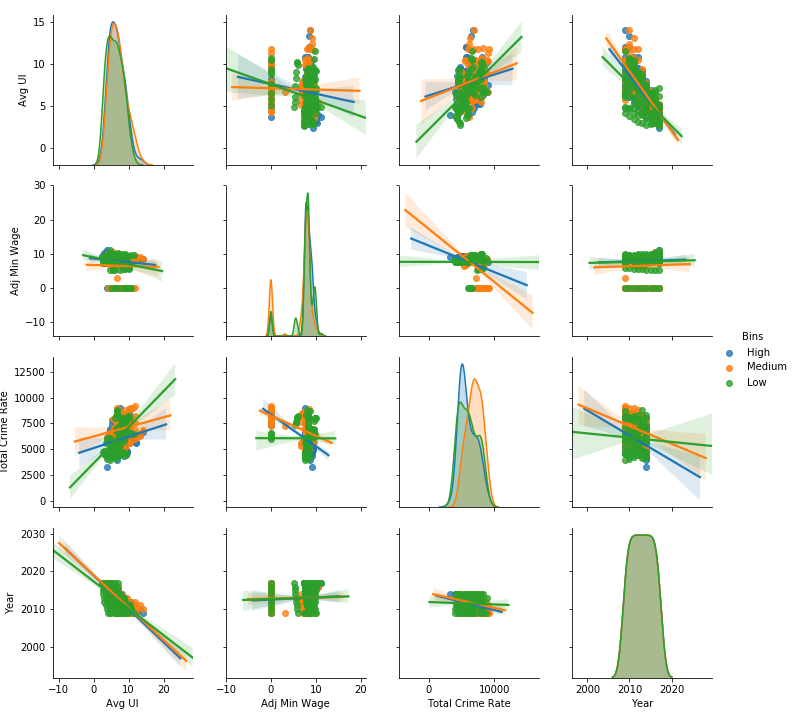 15
10
5
0
Avg UI
30
20
10
0
−10
Adj Min Wage
12500
10000
7500
5000
2500
0
Total Crime Rate
2030
2020
2010
2000
Year
−10 0 10 20
Avg UI
−10 0 10 20
Adj Min Wage
0 10000
Total Crime Rate
2000 2010 2020
Year
Bins
High
Medium
Low